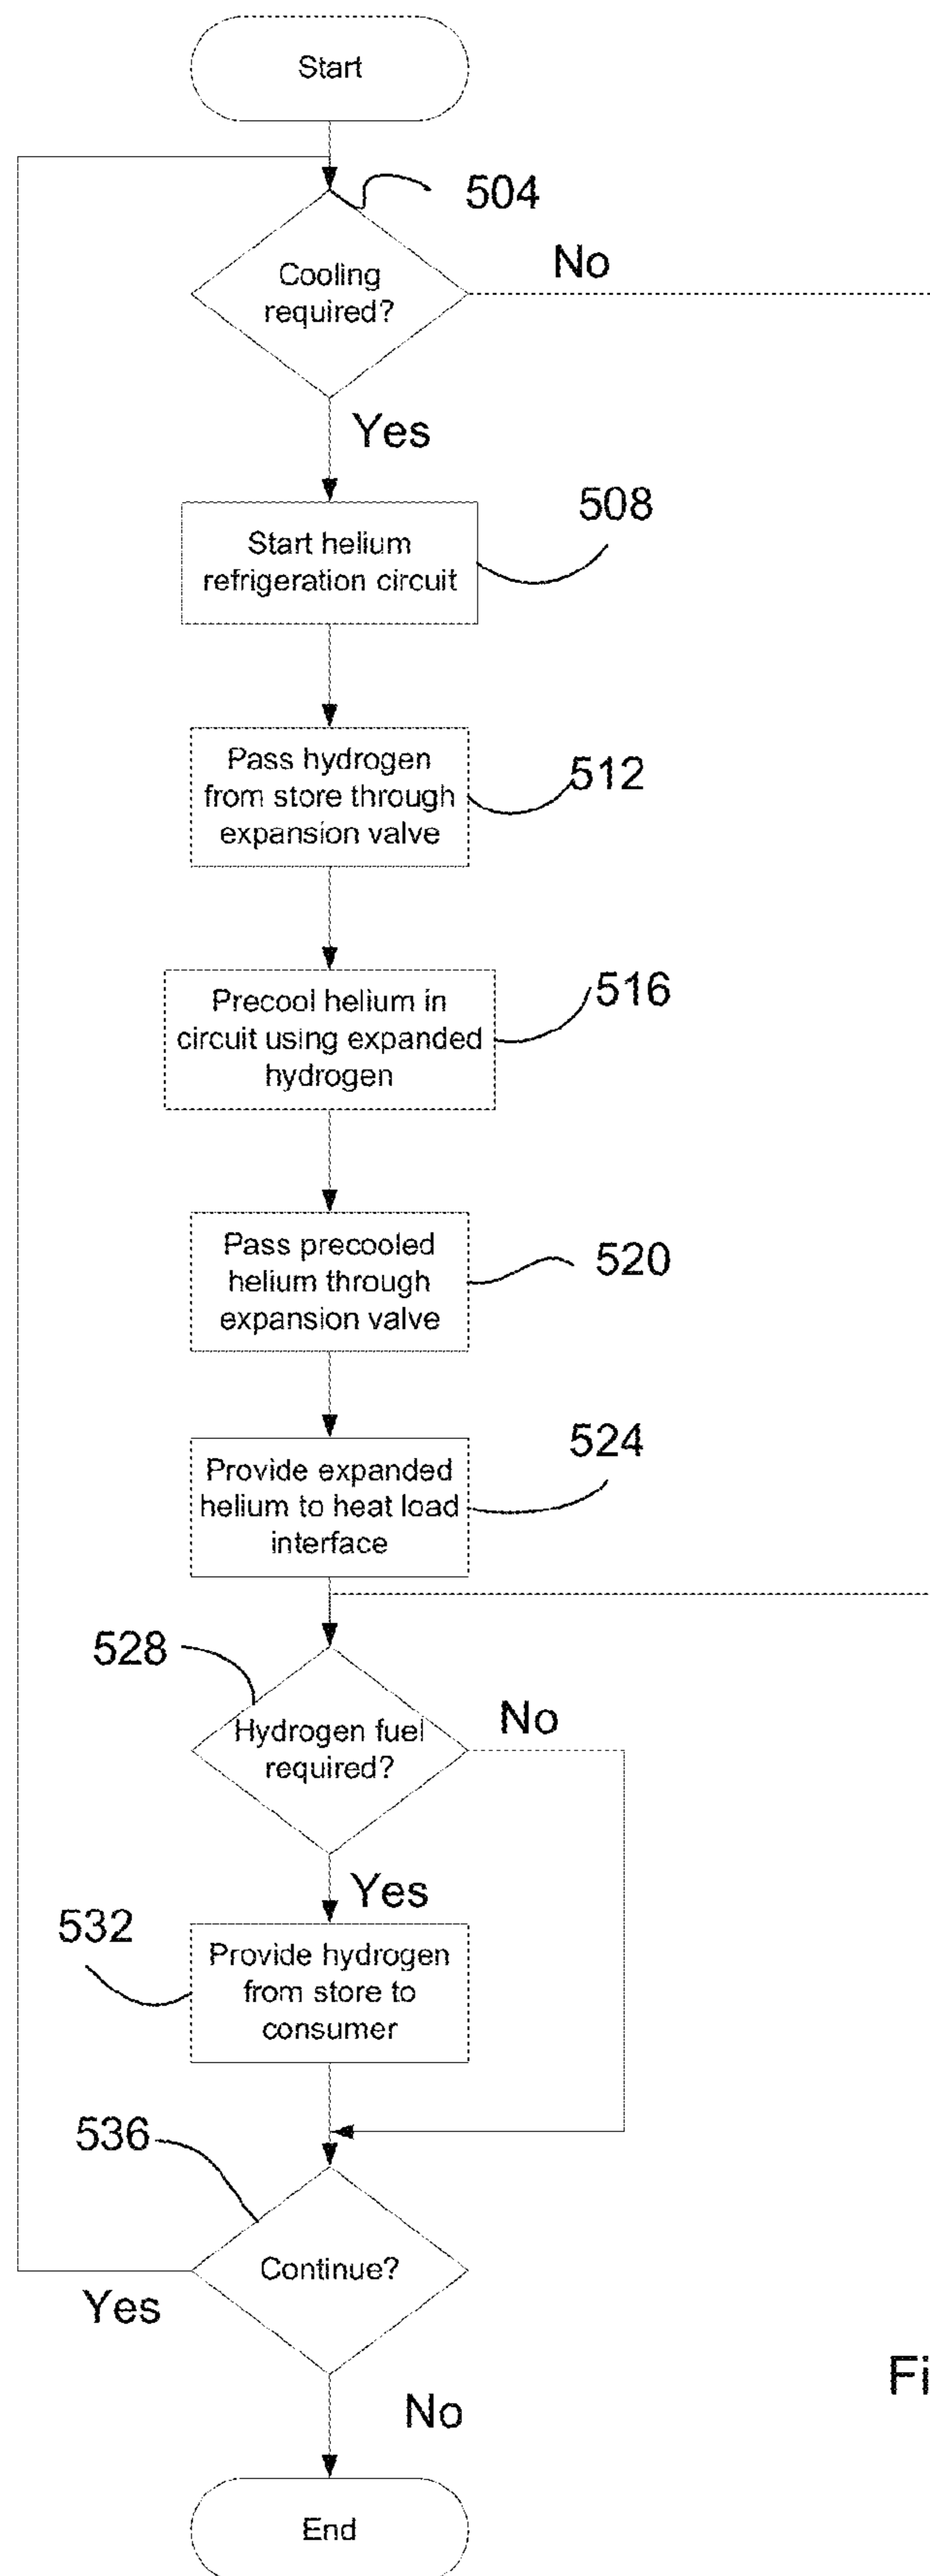 Start
504
Cooling
required?
No
Yes
508
Start helium
refrigeration circuit
Pass hydrogen
from store through
expansion valve
512
Precool helium in
circuit using expanded
hydrogen
516
Pass precooled
helium through
expansion valve
520
524
Provide expanded
helium to heat load
interface
528
Hydrogen fuel
required?
No
Yes
532
Provide hydrogen
from store to
consumer
536
Continue?
Yes
Fi
No
End